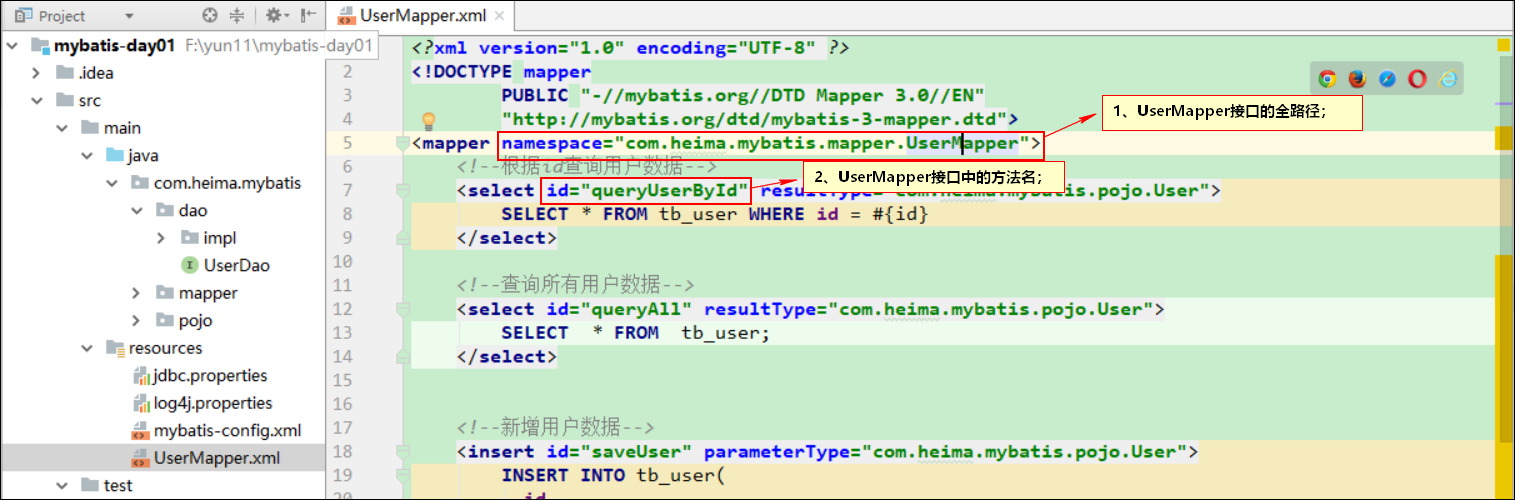 Project
UserMapper.xml
mybatis-day01 F:\yun11\mybatis-day01
.idea
src
main
java
com.heima.mybatis
dao
impl
I UserDao
mapper
pojo
resources
jdbc.properties
log4j.properties
mybatis-config.xml
UserMapper.xml
test
<?xml version="1.0" encoding="UTF-8" ?>
2 <!DOCTYPE mapper
3 PUBLIC "-//mybatis.org//DTD Mapper 3.0//EN"
4 "http://mybatis.org/dtd/mybatis-3-mapper.dtd">
1、UserMapper接口的全路径；
5 <mapper namespace="com.heima.mybatis.mapper.UserMapper">
6 <!--根据id查询用户数据-->
2、UserMapper接口中的方法名；
7 <select id="queryUserById" resultType="com.heima.mybatis.pojo.User">
8 SELECT * FROM tb_user WHERE id = #{id}
9 </select>
10
11 <!--查询所有用户数据-->
12 <select id="queryAll" resultType="com.heima.mybatis.pojo.User">
13 SELECT * FROM tb_user;
14 </select>
15
16
17 <!--新增用户数据-->
18 <insert id="saveUser" parameterType="com.heima.mybatis.pojo.User">
19 INSERT INTO tb_user(
20 id